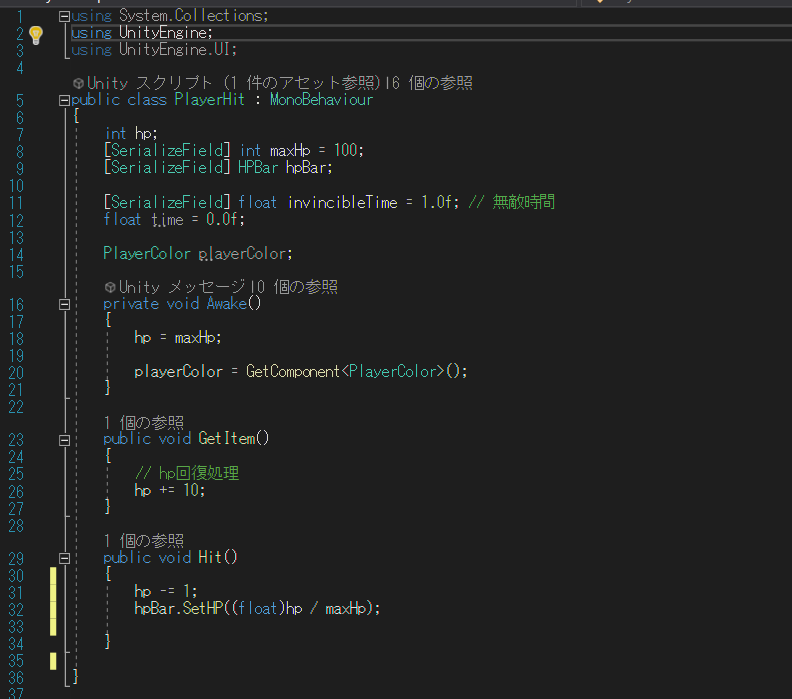 1 using System.Collections;
2 using UnityEngine;
3 using UnityEngine.UI;
4
Unity スクリプト (1 件のアセット参照)|6 個の参照
5 public class PlayerHit : MonoBehaviour
6 {
7 int hp;
8 [SerializeField] int maxHp = 100;
9 [SerializeField] HPBar hpBar;
10
11 [SerializeField] float invincibleTime = 1.0f; // 無敵時間
12 float time = 0.0f;
13
14 PlayerColor playerColor;
15
Unity メッセージ|0 個の参照
16 private void Awake()
17 {
18 hp = maxHp;
19
20 playerColor = GetComponent<PlayerColor>();
21 }
22
1 個の参照
23 public void GetItem()
24 {
25 // hp回復処理
26 hp += 10;
27 }
28
1 個の参照
29 public void Hit()
30 {
31 hp -= 1;
32 hpBar.SetHP((float)hp / maxHp);
33
34 }
35
36 }
37